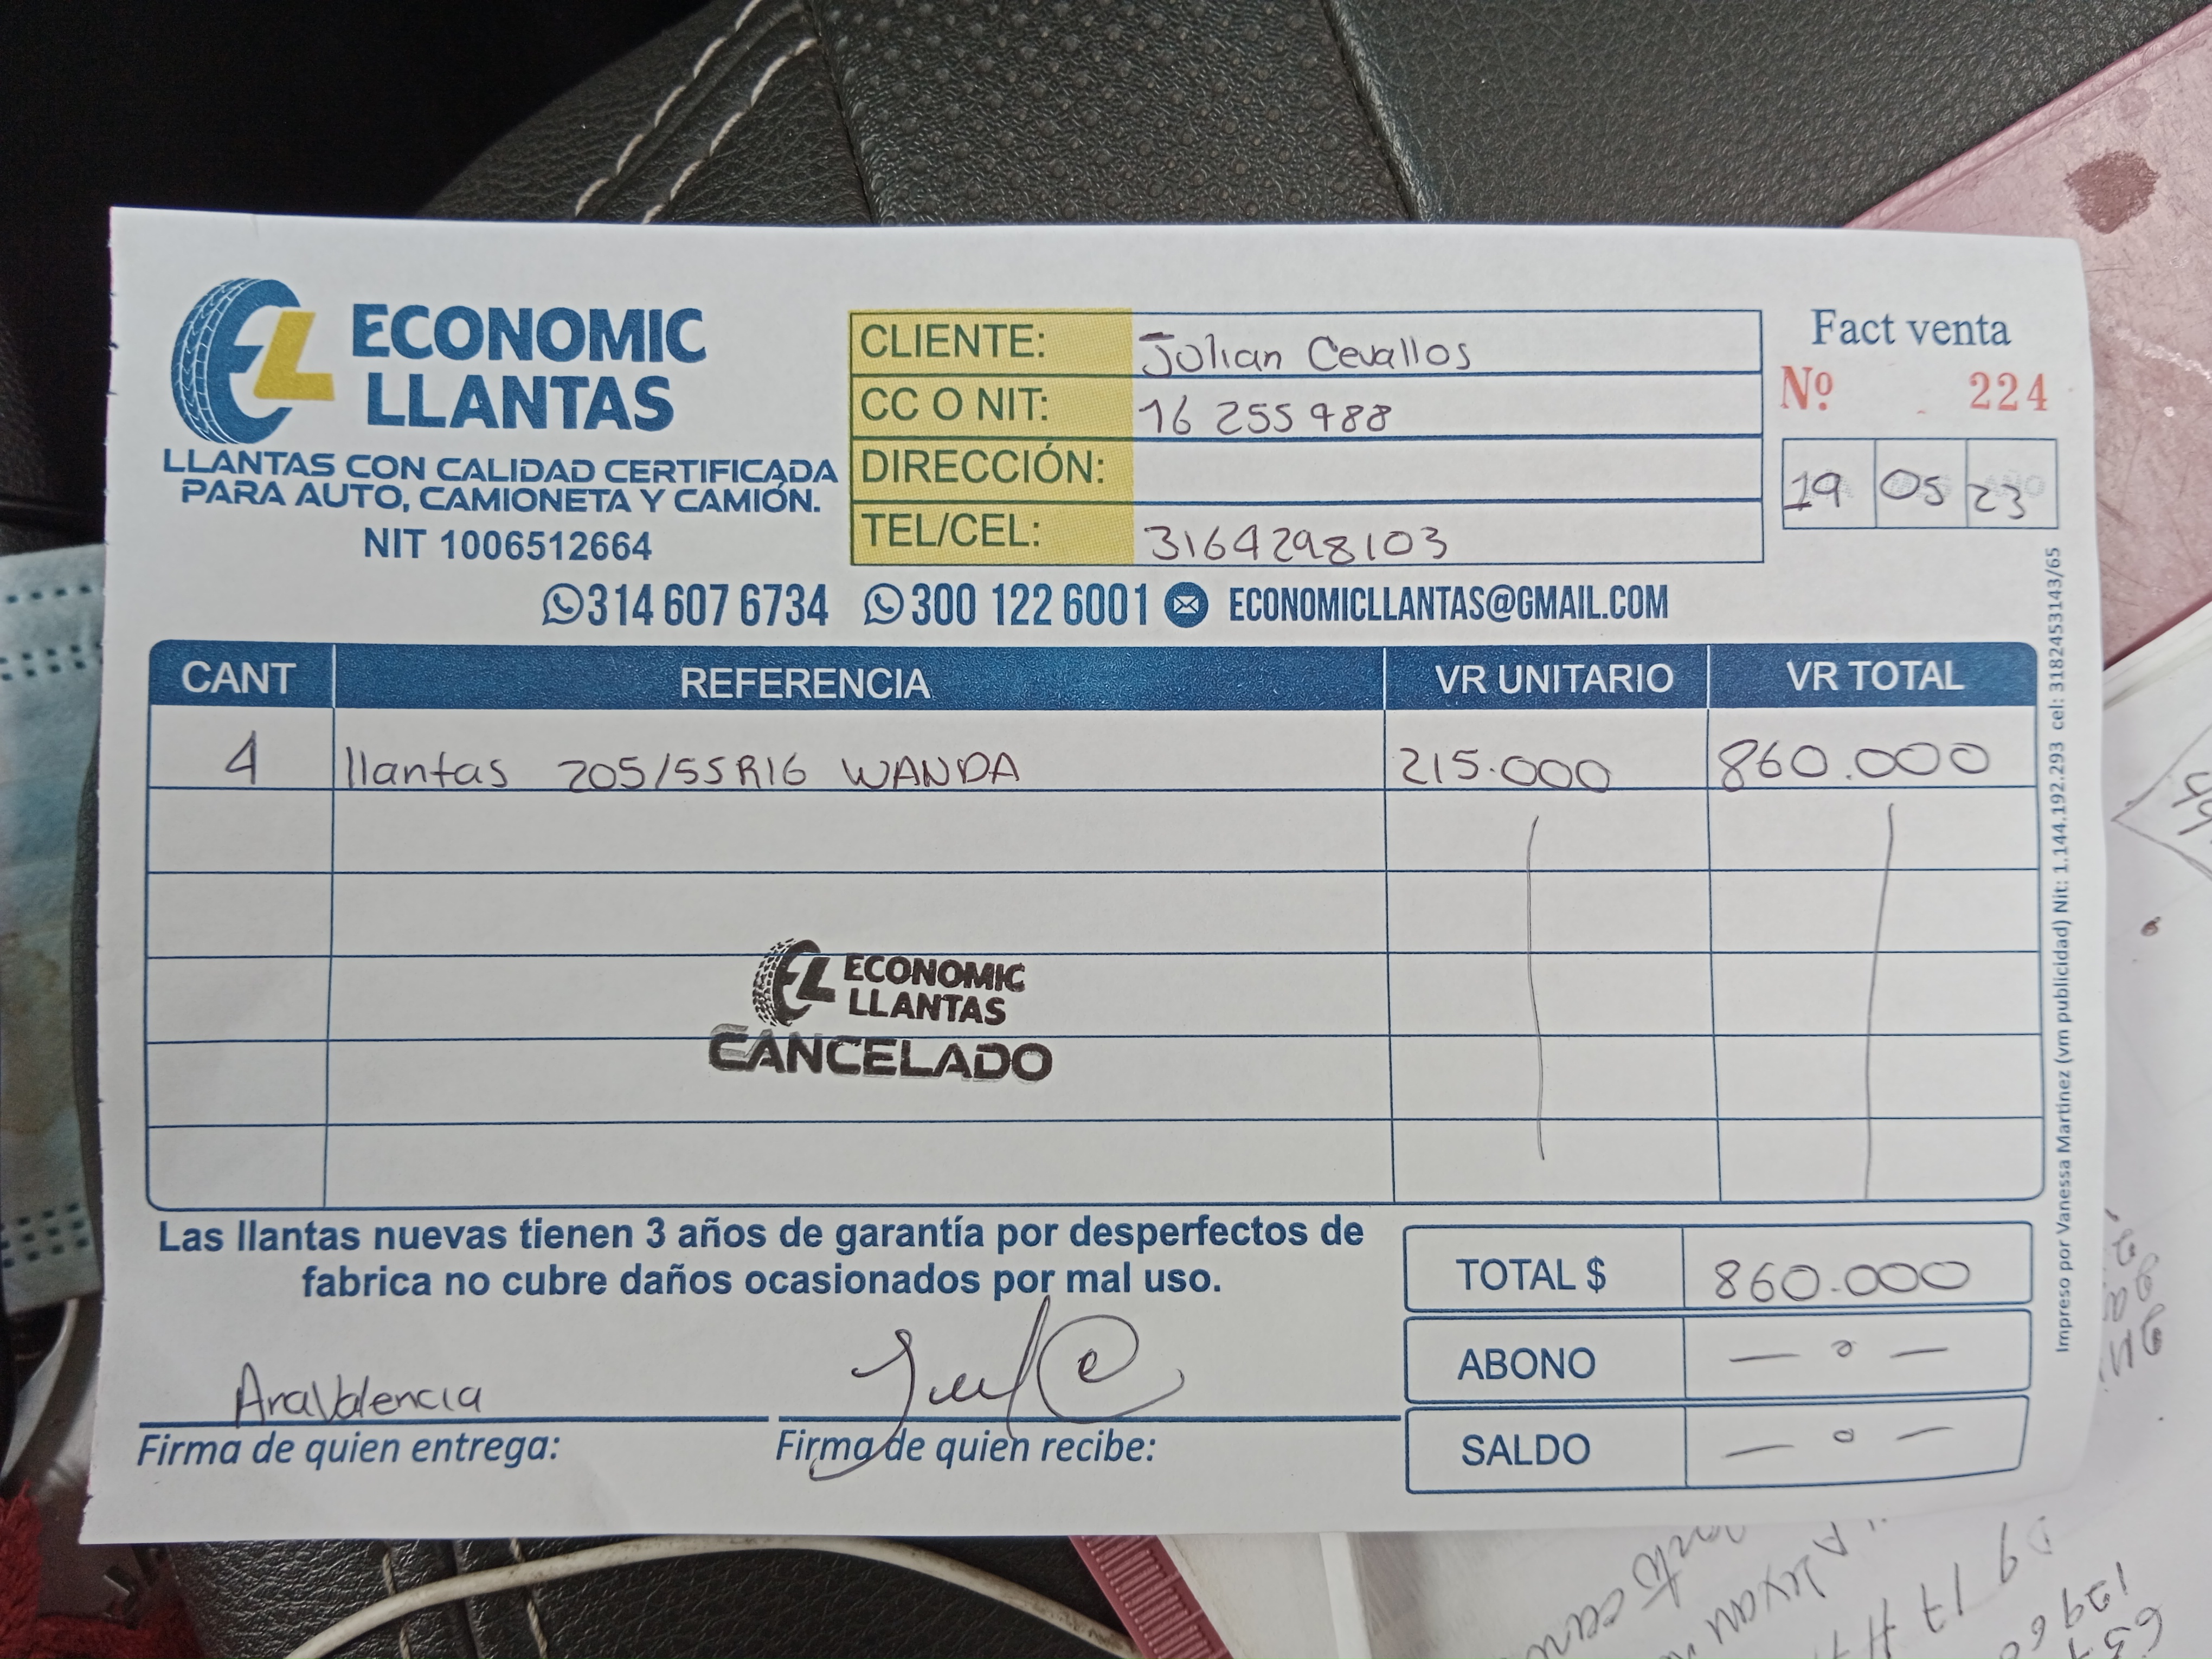 ECONOMIC
LLANTAS
LLANTAS CON CALIDAD CERTIFICADA
PARA AUTO, CAMIONETA Y CAMIÓN.
NIT 1006512664
CLIENTE: Julian Cevallos
CC O NIT: 16 255 988
DIRECCIÓN:
TEL/CEL: 3164298103
Fact venta
Nº 224
19 05 23
314 607 6734 300 122 6001 ECONOMICLLANTAS@GMAIL.COM
CANT REFERENCIA VR UNITARIO VR TOTAL
4 llantas 205/55R16 WANDA 215.000 860.000
ECONOMIC
LLANTAS
CANCELADO
Las llantas nuevas tienen 3 años de garantía por desperfectos de
fabrica no cubre daños ocasionados por mal uso.
TOTAL $ 860.000
ABONO — 0 —
SALDO — 0 —
AnaValencia
Firma de quien entrega:
Firma de quien recibe:
Impreso por Vanessa Martinez (vm publicidad) Nit: 1.144.192.293 cel: 3182453143/65